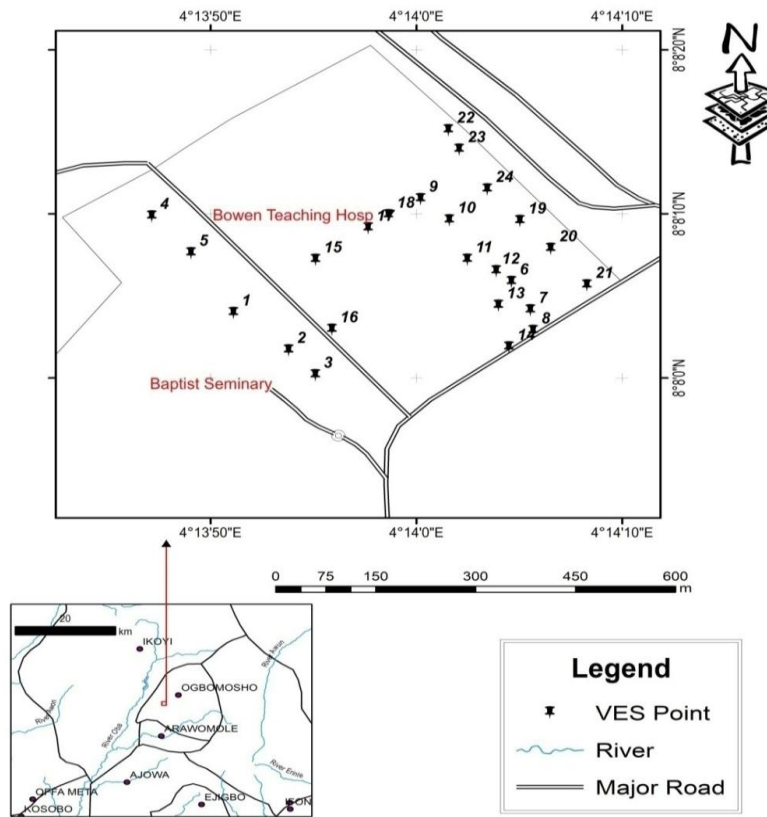 4°13'50"E 4°14'0"E 4°14'10"E
N
8°8'20"N
22
23
24
9
18
4
Bowen Teaching Hosp
10
19
8°8'10"N
5
20
15
11
12
6
21
1
13
7
16
8
2
14
3
8°8'0"N
Baptist Seminary
4°13'50"E 4°14'0"E 4°14'10"E
0 75 150 300 450 600
m
20
km
IKOYI
OGBOMOSHO
River Oba
ARAWOMOLE
River Ennie
AJOWA
OFFA META
EJIGBO
KOSOBO
Legend
VES Point
River
Major Road